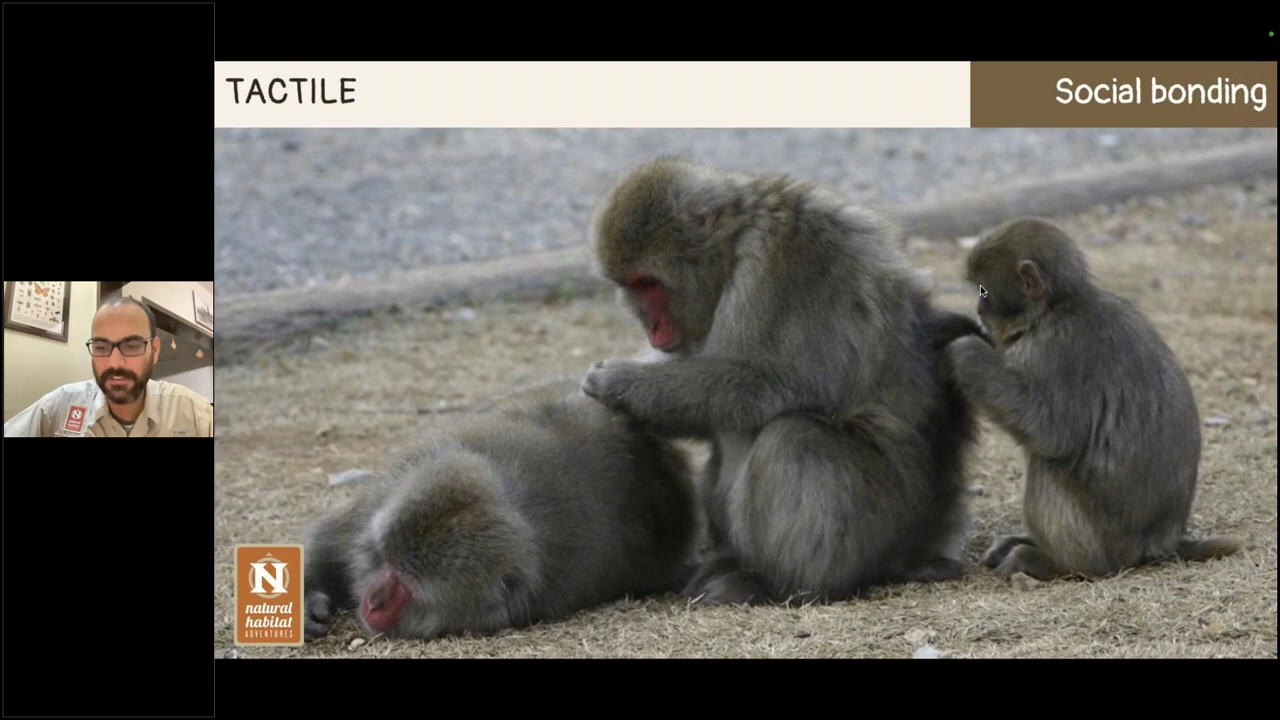 TACTILE
Social bonding
N
natural
habitat
ADVENTURES